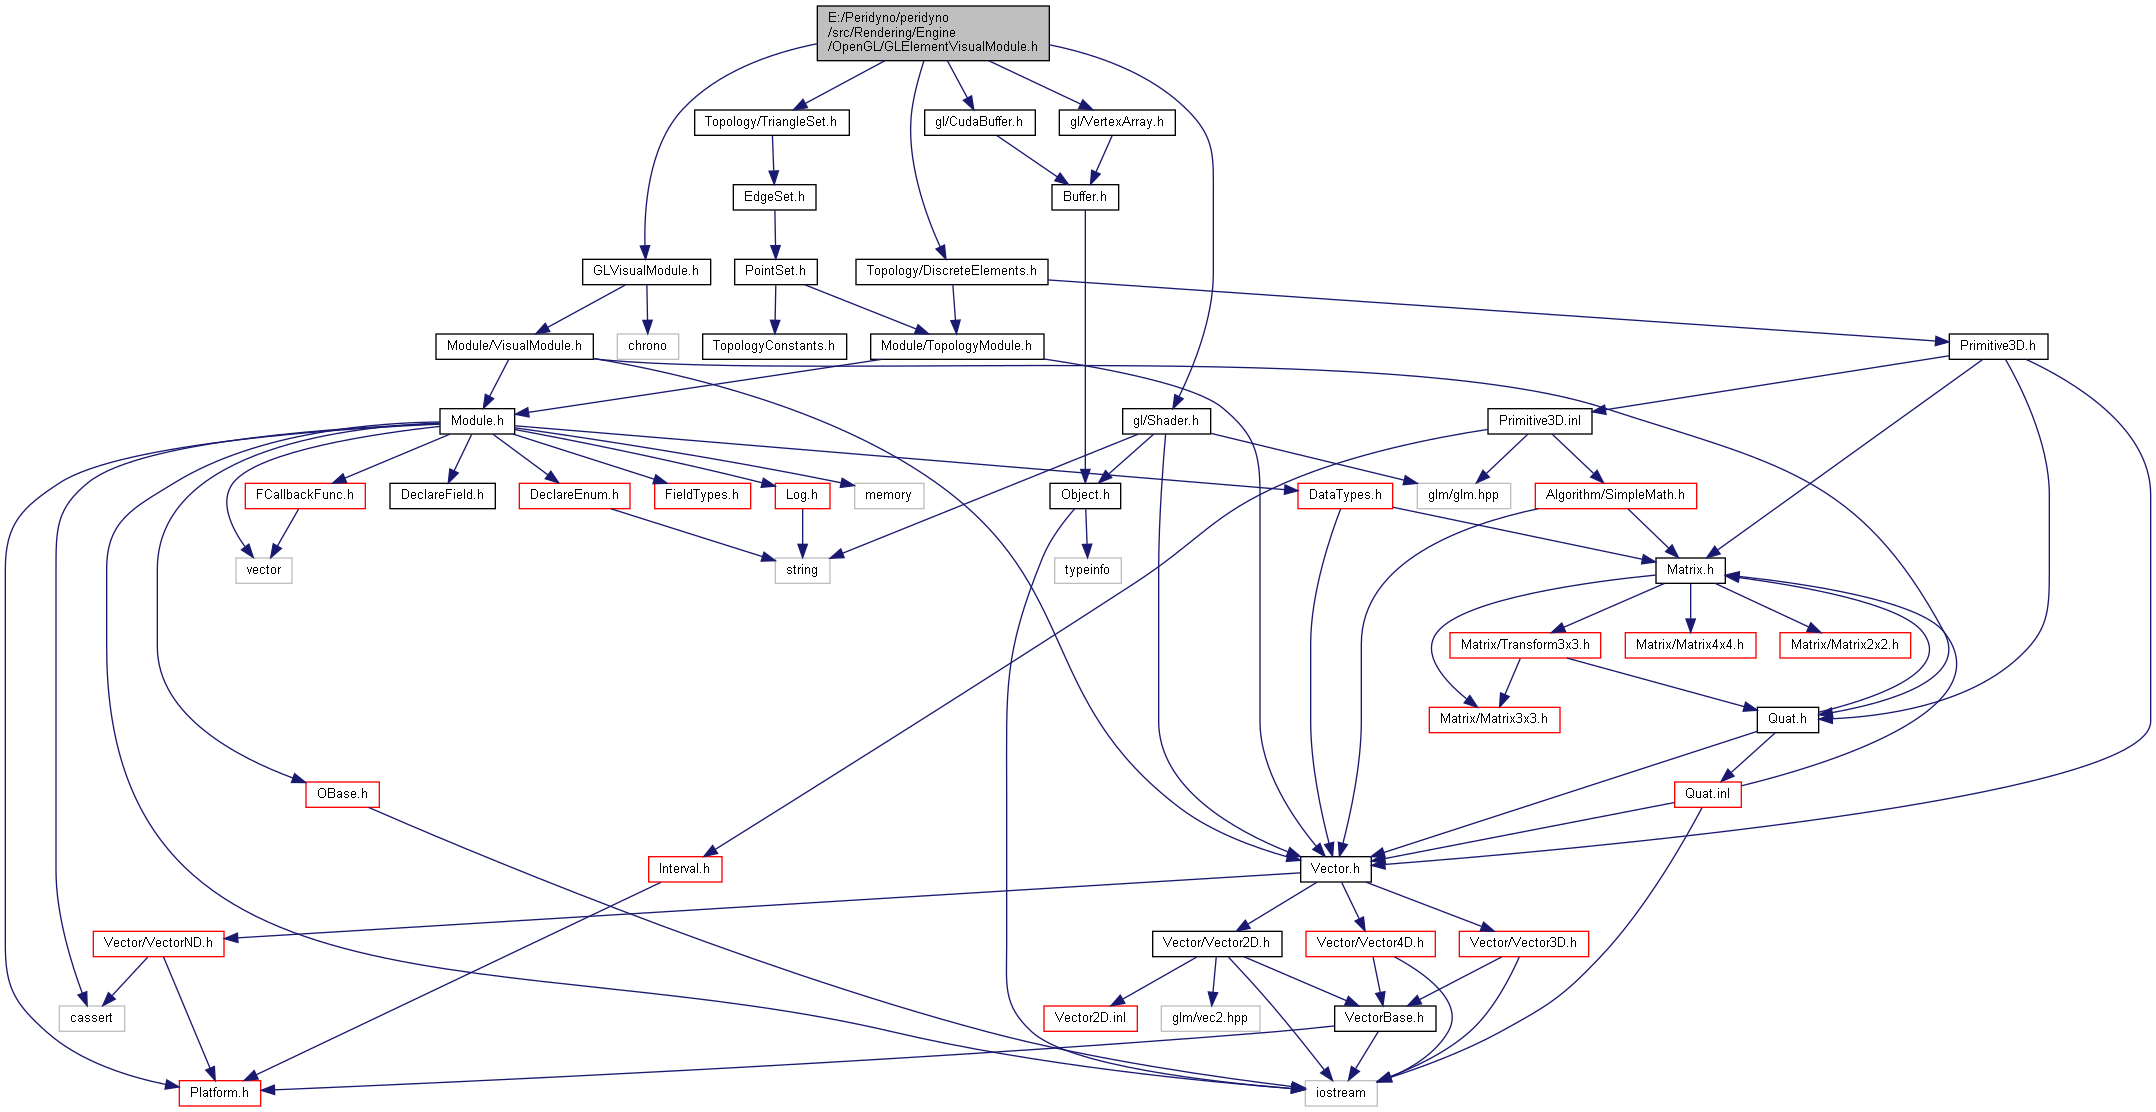 E:/Peridyno/peridyno
/src/Rendering/Engine
/OpenGL/GLElementVisualModule.h
Topology/TriangleSet.h
gl/CudaBuffer.h
gl/VertexArray.h
EdgeSet.h
Buffer.h
GLVisualModule.h
PointSet.h
Topology/DiscreteElements.h
Module/VisualModule.h
chrono
TopologyConstants.h
Module/TopologyModule.h
Primitive3D.h
Module.h
gl/Shader.h
Primitive3D.inl
FCallbackFunc.h
DeclareField.h
DeclareEnum.h
FieldTypes.h
Log.h
memory
Object.h
DataTypes.h
glm/glm.hpp
Algorithm/SimpleMath.h
vector
string
typeinfo
Matrix.h
Matrix/Transform3x3.h
Matrix/Matrix4x4.h
Matrix/Matrix2x2.h
Matrix/Matrix3x3.h
Quat.h
OBase.h
Quat.inl
Interval.h
Vector.h
Vector/VectorND.h
Vector/Vector2D.h
Vector/Vector4D.h
Vector/Vector3D.h
cassert
Vector2D.inl
glm/vec2.hpp
VectorBase.h
Platform.h
iostream